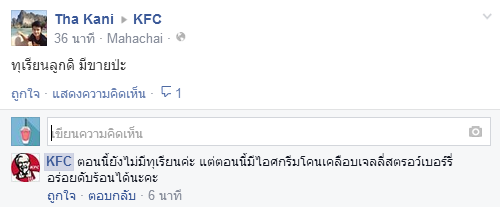 Tha Kani ▶ KFC
36 นาที · Mahachai ·
ทุเรียนลูกดิ มีขายป่ะ
ถูกใจ · แสดงความคิดเห็น · 1
เขียนความคิดเห็น
KFC ตอนนี้ยังไม่มีทุเรียนค่ะ แต่ตอนนี้มีไอศกรีมโคนเคลือบเจลลี่สตรอว์เบอร์รี่
อร่อยดับร้อนได้นะคะ
ถูกใจ · ตอบกลับ · 6 นาที